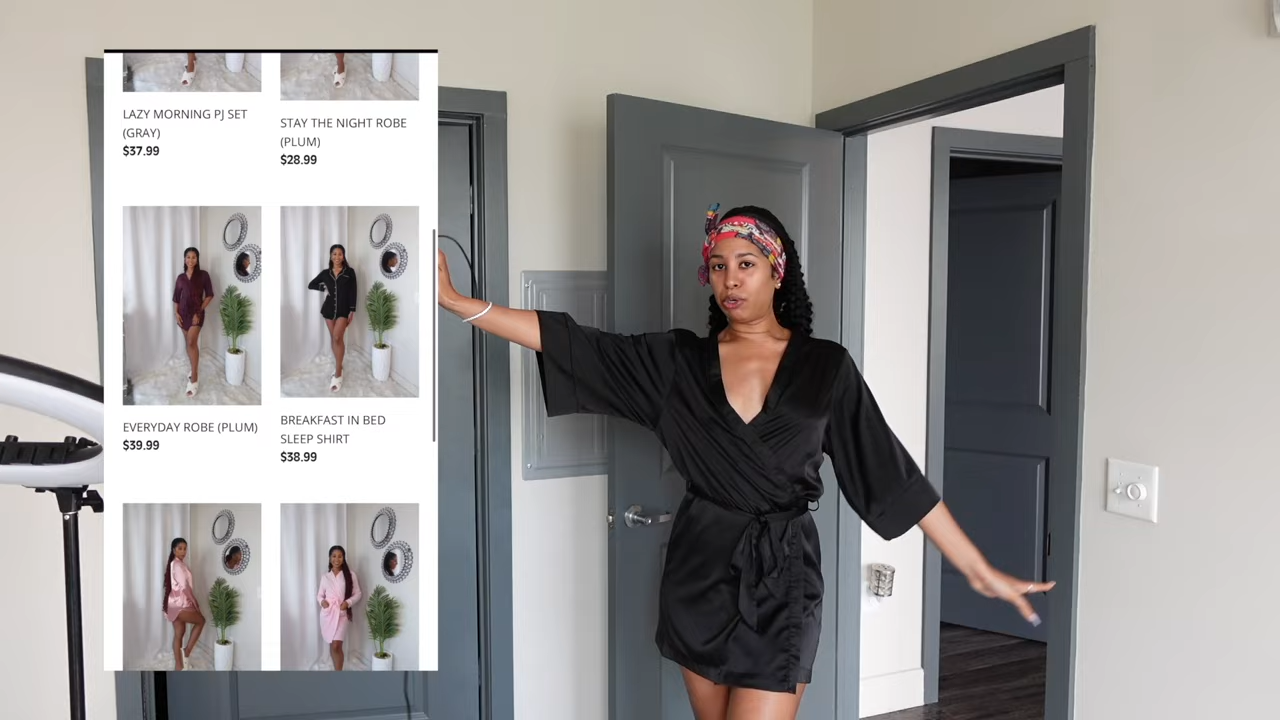 LAZY MORNING PJ SET
(GRAY)
$37.99
STAY THE NIGHT ROBE
(PLUM)
$28.99
EVERYDAY ROBE (PLUM)
$39.99
BREAKFAST IN BED
SLEEP SHIRT
$38.99